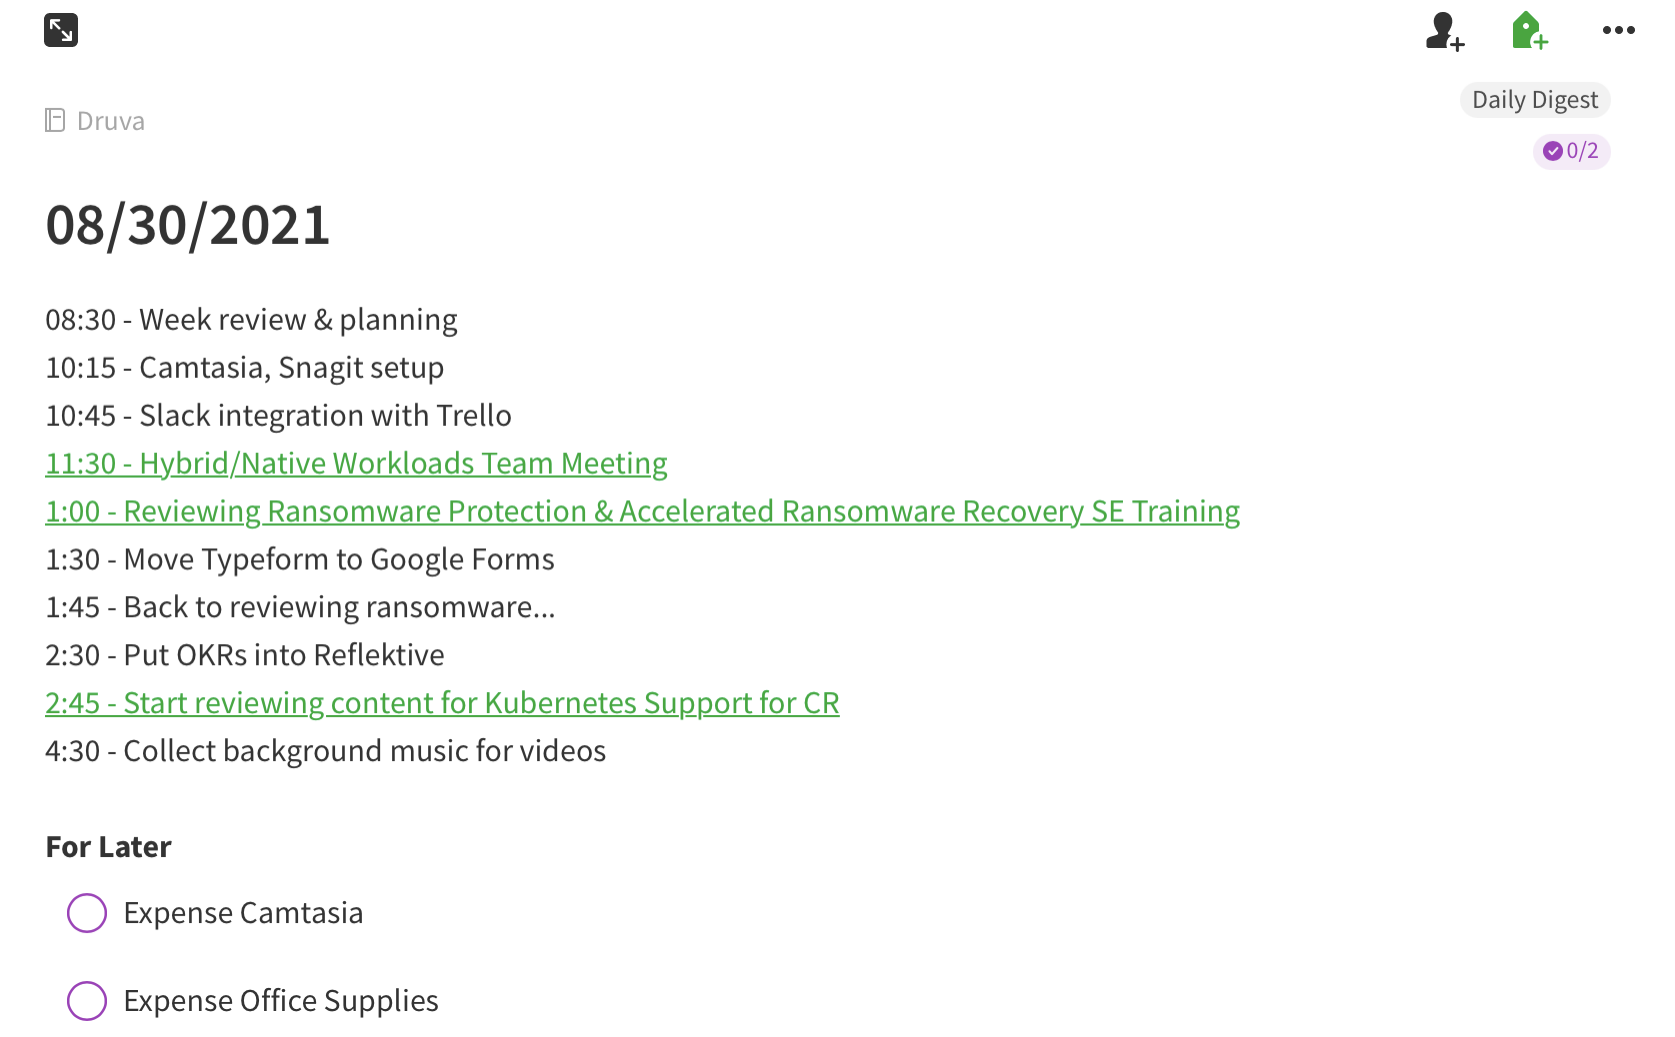 Druva
Daily Digest
0/2
08/30/2021
08:30 - Week review & planning
10:15 - Camtasia, Snagit setup
10:45 - Slack integration with Trello
11:30 - Hybrid/Native Workloads Team Meeting
1:00 - Reviewing Ransomware Protection & Accelerated Ransomware Recovery SE Training
1:30 - Move Typeform to Google Forms
1:45 - Back to reviewing ransomware...
2:30 - Put OKRs into Reflektive
2:45 - Start reviewing content for Kubernetes Support for CR
4:30 - Collect background music for videos
For Later
Expense Camtasia
Expense Office Supplies